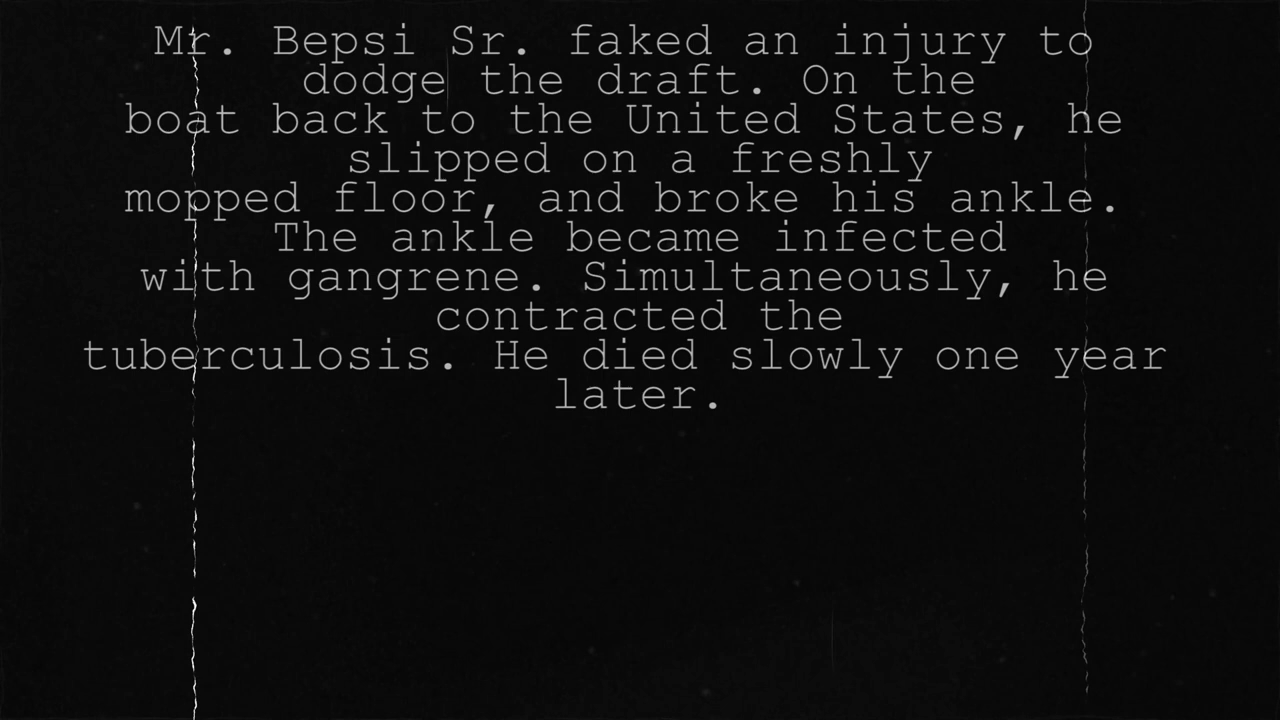 Mr. Bepsi Sr. faked an injury to
dodge the draft. On the
boat back to the United States, he
slipped on a freshly
mopped floor, and broke his ankle.
The ankle became infected
with gangrene. Simultaneously, he
contracted the
tuberculosis. He died slowly one year
later.